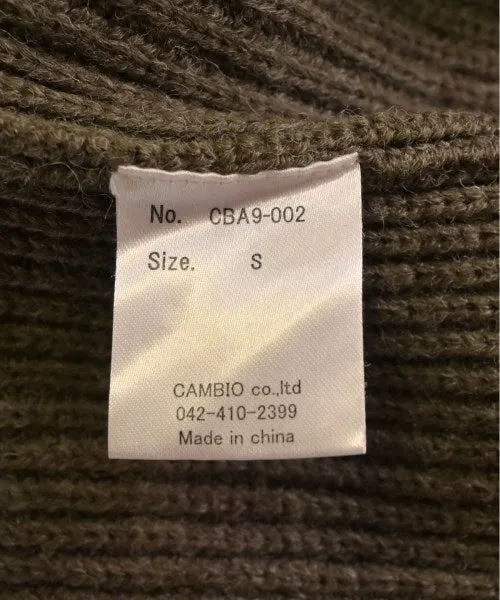 No. CBA9-002
Size. S
CAMBIO co.,ltd
042-410-2399
Made in china